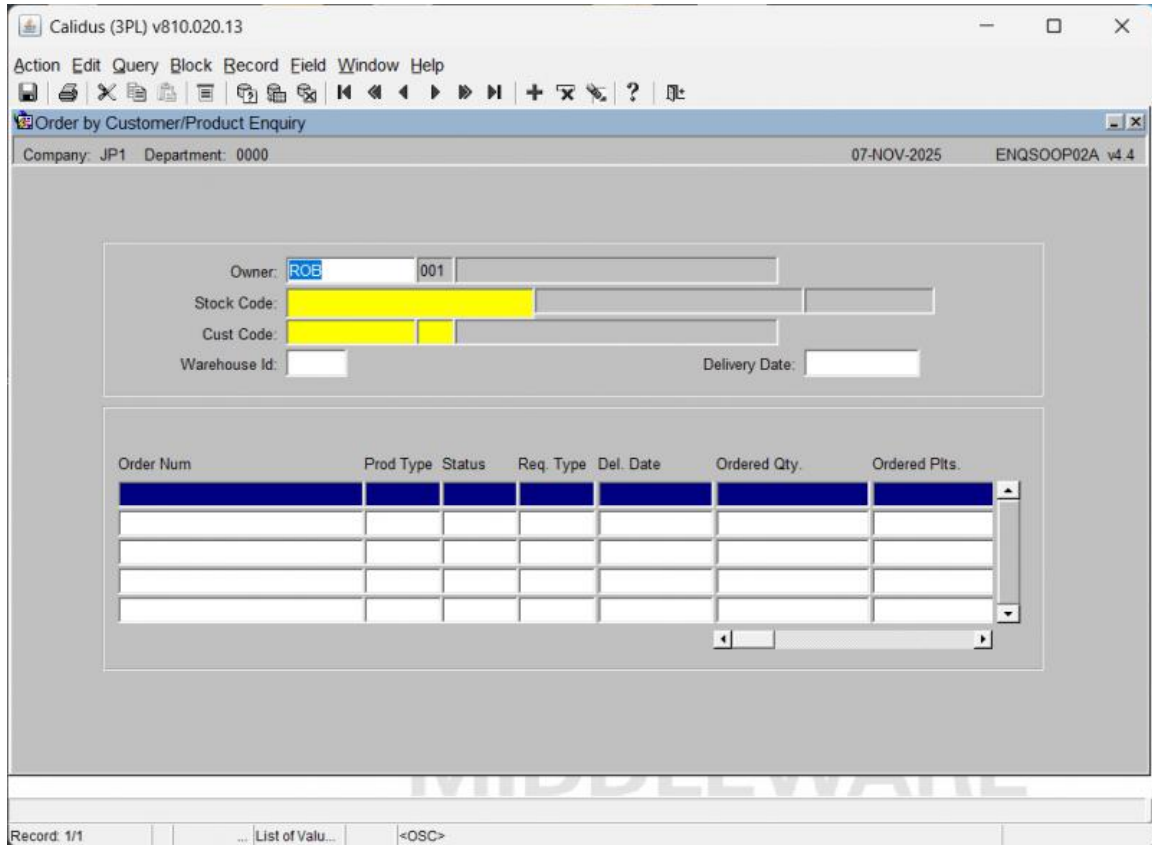 Calidus (3PL) v810.020.13
Action Edit Query Block Record Field Window Help
Order by Customer/Product Enquiry
Company: JP1 Department: 0000 07-NOV-2025 ENQSOOP02A v4.4
Owner: ROB 001
Stock Code:
Cust Code:
Warehouse Id: Delivery Date:
Order Num Prod Type Status Req. Type Del. Date Ordered Qty. Ordered Plts.
MIDDLEWARE
Record: 1/1 ... List of Valu... <OSC>